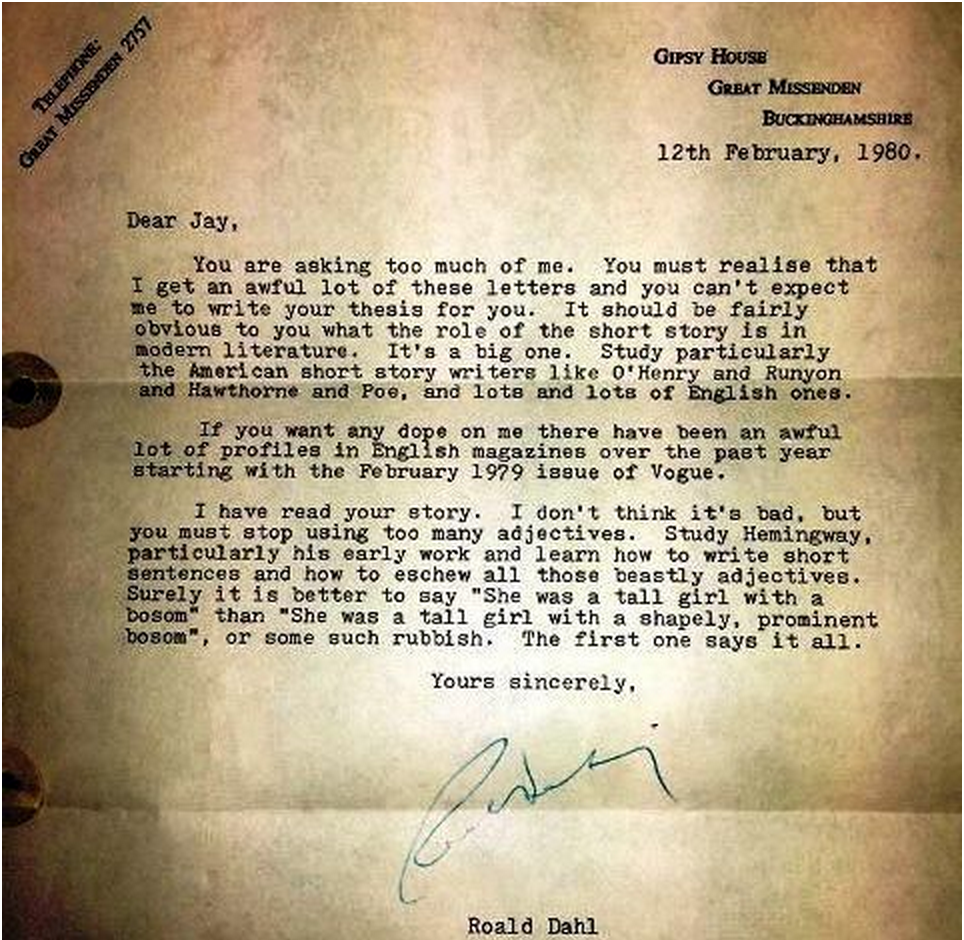 TELEPHONE:
GREAT MISSENDEN 2757
GIPSY HOUSE
GREAT MISSENDEN
BUCKINGHAMSHIRE
12th February, 1980.
Dear Jay,
You are asking too much of me. You must realise that
I get an awful lot of these letters and you can't expect
me to write your thesis for you. It should be fairly
obvious to you what the role of the short story is in
modern literature. It's a big one. Study particularly
the American short story writers like O'Henry and Runyon
and Hawthorne and Poe, and lots and lots of English ones.
If you want any dope on me there have been an awful
lot of profiles in English magazines over the past year
starting with the February 1979 issue of Vogue.
I have read your story. I don't think it's bad, but
you must stop using too many adjectives. Study Hemingway,
particularly his early work and learn how to write short
sentences and how to eschew all those beastly adjectives.
Surely it is better to say "She was a tall girl with a
bosom" than "She was a tall girl with a shapely, prominent
bosom", or some such rubbish. The first one says it all.
Yours sincerely,
Roald Dahl